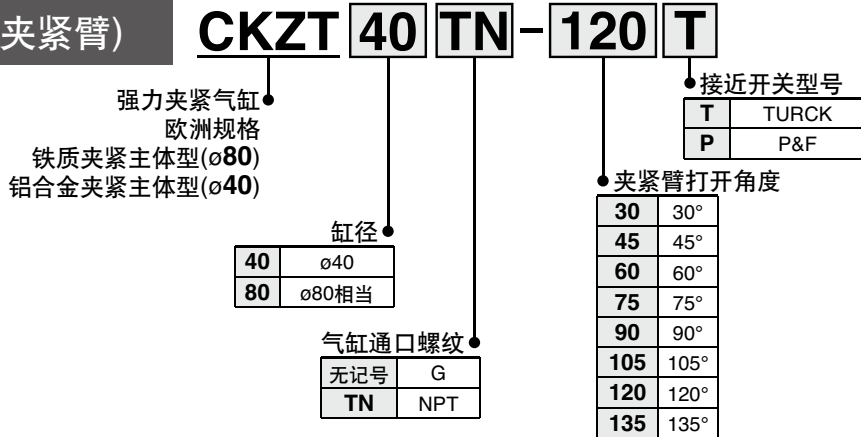 夹紧臂)
CKZT 40 TN-120 T
强力夹紧气缸
欧洲规格
铁质夹紧主体型(ø80)
铝合金夹紧主体型(ø40)
缸径
40 ø40
80 ø80相当
气缸通口螺纹
无记号 G
TN NPT
接近开关型号
T TURCK
P P&F
夹紧臂打开角度
30 30°
45 45°
60 60°
75 75°
90 90°
105 105°
120 120°
135 135°